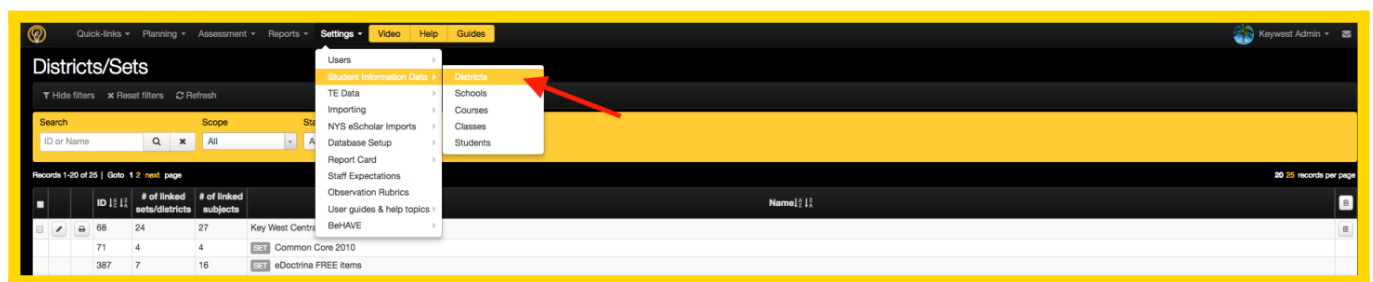 Quick-links Planning Assessment Reports Settings Video Help Guides Keywest Admin
Districts/Sets
Hide filters Reset filters Refresh
Search Scope
ID or Name All
Records 1-20 of 25 | Goto 1 2 next page 20 25 records per page
ID # of linked sets/districts # of linked subjects Name
68 24 27 Key West
71 4 4 SET Common Core 2010
387 7 16 SET eDoctrina FREE items
Users
Student Information Data
TE Data
Importing
NYS eScholar Imports
Database Setup
Report Card
Staff Expectations
Observation Rubrics
User guides & help topics
BeHAVE
Districts
Schools
Courses
Classes
Students